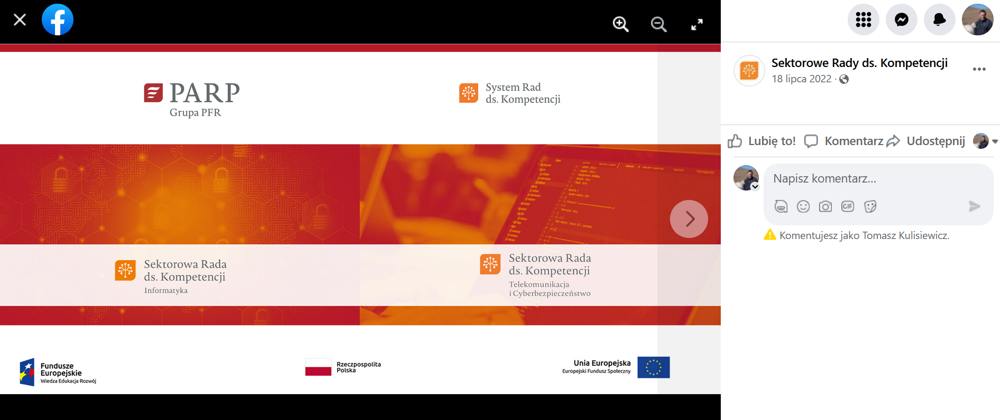 PARP
Grupa PFR
System Rad
ds. Kompetencji
Sektorowa Rada
ds. Kompetencji
Informatyka
Sektorowa Rada
ds. Kompetencji
Telekomunikacja
i Cyberbezpieczeństwo
Fundusze
Europejskie
Wiedza Edukacja Rozwój
Rzeczpospolita
Polska
Unia Europejska
Europejski Fundusz Społeczny
Sektorowe Rady ds. Kompetencji
18 lipca 2022 ·
Lubię to!
Komentarz
Udostępnij
Napisz komentarz...
GIF
Komentujesz jako Tomasz Kulisiewicz.